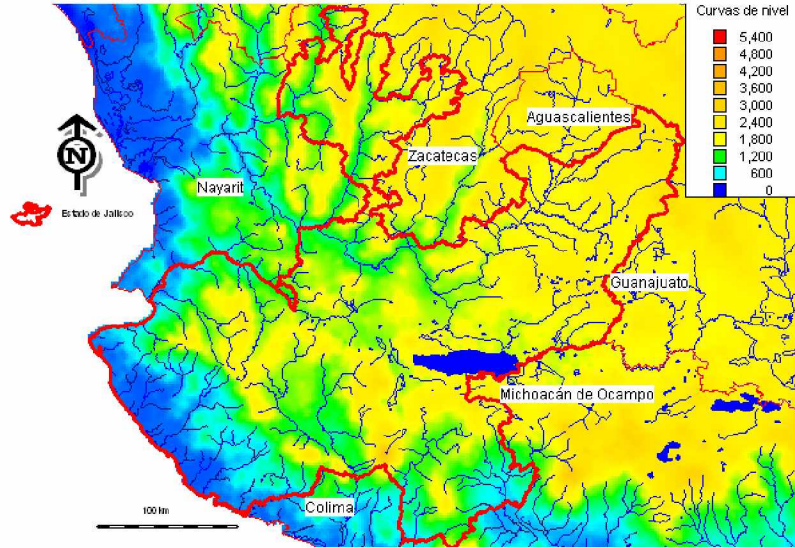 Curvas de nivel
5,400
4,800
4,200
3,600
3,000
2,400
1,800
1,200
600
0
Aguascalientes
Zacatecas
N
Nayarit
Estado de Jalisco
Guanajuato
Michoacán de Ocampo
100 km
Colima